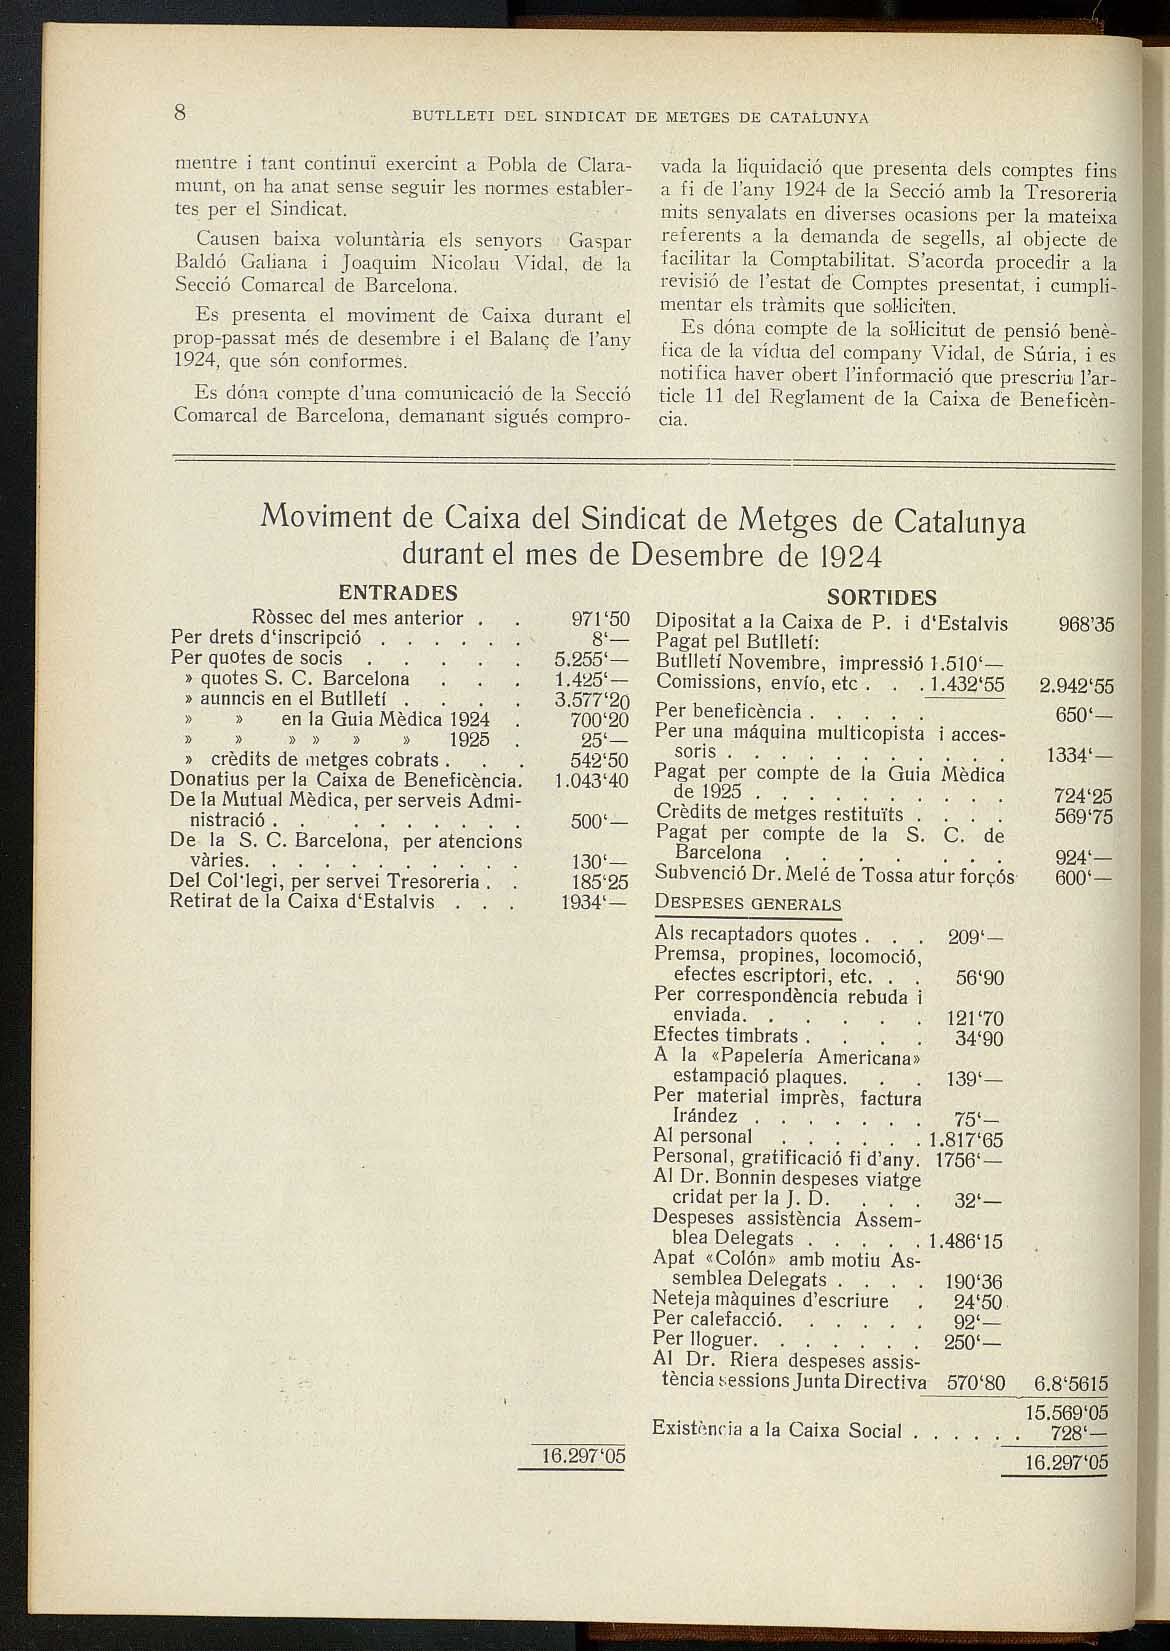 8
BUTLLETI DEL SINDICAT DE METGES DE CATALUNYA
mentre i tant continuï exercint a Pobla de Clara-
munt, on ha anat sense seguir les normes establer-
tes per el Sindicat.
Causen baixa voluntària els senyors Gaspar
Baldó Galiana i Joaquim Nicolau Vidal, de la
Secció Comarcal de Barcelona.
Es presenta el moviment de Caixa durant el
prop-passat més de desembre i el Balanç de l'any
1924, que són conformes.
Es dóna compte d'una comunicació de la Secció
Comarcal de Barcelona, demanant sigués compro-
vada la liquidació que presenta dels comptes fins
a fi de l'any 1924 de la Secció amb la Tresoreria
mits senyalats en diverses ocasions per la mateixa
referents a la demanda de segells, al objecte de
facilitar la Comptabilitat. S'acorda procedir a la
revisió de l'estat de Comptes presentat, i cumpli-
mentar els tràmits que sol·liciten.
Es dóna compte de la sol·licitut de pensió benè-
fica de la vídua del company Vidal, de Súria, i es
notifica haver obert l'informació que prescriu l'ar-
ticle 11 del Reglament de la Caixa de Beneficèn-
cia.
Moviment de Caixa del Sindicat de Metges de Catalunya
durant el mes de Desembre de 1924
ENTRADES
Ròssec del mes anterior . . 971‘50
Per drets d‘inscripció . . . . . . 8‘—
Per quotes de socis . . . . . . 5.255‘—
» quotes S. C. Barcelona . . . 1.425‘—
» aunncis en el Butlletí . . . . 3.577‘20
» » en la Guia Mèdica 1924 . 700‘20
» » » » » » 1925 . 25‘—
» crèdits de metges cobrats . . . 542‘50
Donatius per la Caixa de Beneficència. 1.043‘40
De la Mutual Mèdica, per serveis Admi-
nistració . . . . . . . . . 500‘—
De la S. C. Barcelona, per atencions
vàries. . . . . . . . . . . 130‘—
Del Col·legi, per servei Tresoreria . . 185‘25
Retirat de la Caixa d‘Estalvis . . . 1934‘—
16.297‘05
SORTIDES
Dipositat a la Caixa de P. i d‘Estalvis 968’35
Pagat pel Butlletí:
Butlletí Novembre, impressió 1.510‘—
Comissions, envío, etc . . . 1.432‘55 2.942‘55
Per beneficència . . . . . 650‘—
Per una máquina multicopista i acces-
soris . . . . . . . . . . . 1334‘—
Pagat per compte de la Guia Mèdica
de 1925 . . . . . . . . . . 724‘25
Crèdits de metges restituïts . . . . 569‘75
Pagat per compte de la S. C. de
Barcelona . . . . . . . . . 924‘—
Subvenció Dr. Melé de Tossa atur forçós 600‘—
DESPESES GENERALS
Als recaptadors quotes . . . 209‘—
Premsa, propines, locomoció,
efectes escriptori, etc. . . 56‘90
Per correspondència rebuda i
enviada. . . . . . . 121‘70
Efectes timbrats . . . . 34‘90
A la «Papelería Americana»
estampació plaques. . . 139‘—
Per material imprès, factura
Irández . . . . . . . 75‘—
Al personal . . . . . . 1.817‘65
Personal, gratificació fi d’any. 1756‘—
Al Dr. Bonnin despeses viatge
cridat per la J. D. . . . . 32‘—
Despeses assistència Assem-
blea Delegats . . . . . 1.486‘15
Apat «Colón» amb motiu As-
semblea Delegats . . . . 190‘36
Neteja màquines d’escriure . 24‘50
Per calefacció. . . . . . . 92‘—
Per lloguer. . . . . . . . 250‘—
Al Dr. Riera despeses assis-
tència sessions Junta Directiva 570‘80 6.8‘5615
15.569‘05
Existència a la Caixa Social . . . . . . 728‘—
16.297‘05